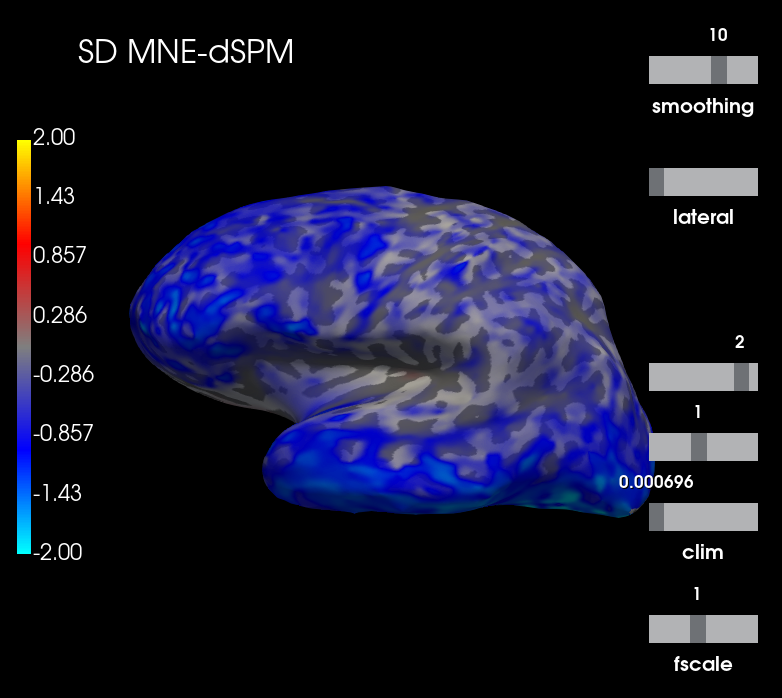 SD MNE-dSPM
10
smoothing
lateral
2.00
1.43
0.857
0.286
-0.286
-0.857
-1.43
-2.00
2
1
0.000696
clim
1
fscale